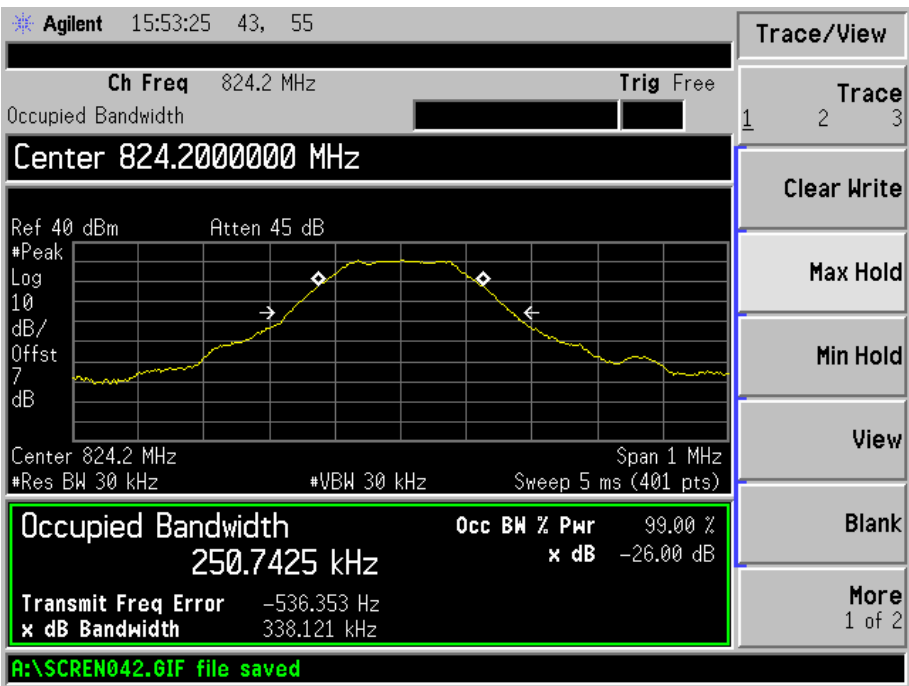 Agilent 15:53:25 43, 55
Ch Freq 824.2 MHz Trig Free
Occupied Bandwidth
Center 824.2000000 MHz
Ref 40 dBm Atten 45 dB
#Peak
Log
10
dB/
Offst
7
dB
Center 824.2 MHz Span 1 MHz
#Res BW 30 kHz #VBW 30 kHz Sweep 5 ms (401 pts)
Occupied Bandwidth
250.7425 kHz
Occ BW % Pwr 99.00 %
x dB -26.00 dB
Transmit Freq Error -536.353 Hz
x dB Bandwidth 338.121 kHz
A:\SCREN042.GIF file saved
Trace/View
Trace
1 2 3
Clear Write
Max Hold
Min Hold
View
Blank
More
1 of 2